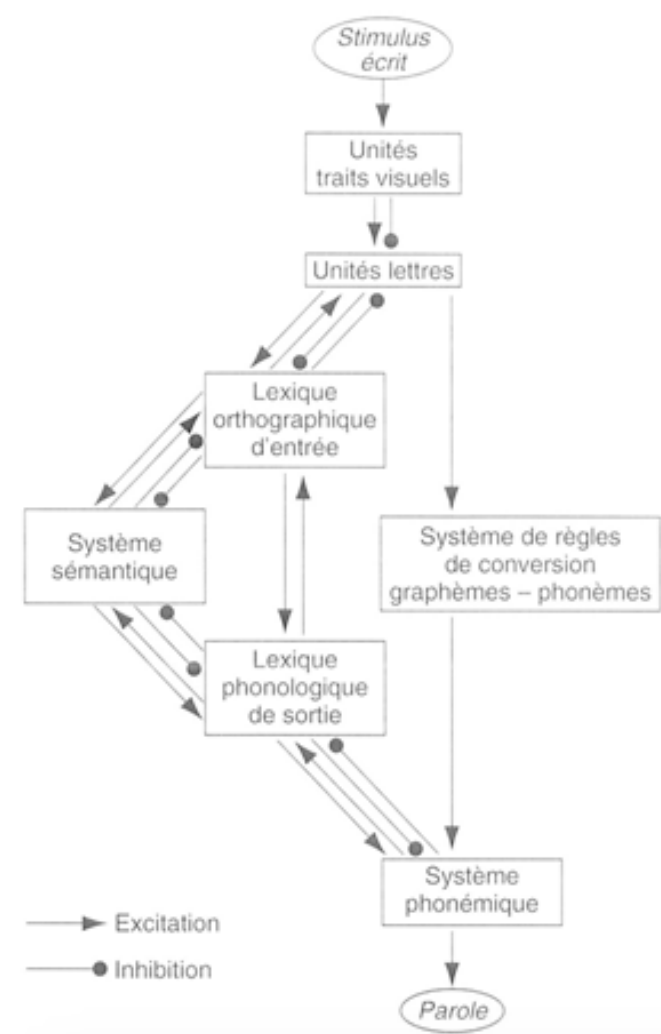 Stimulus
écrit
Unités
traits visuels
Unités lettres
Lexique
orthographique
d'entrée
Système
sémantique
Système de règles
de conversion
graphèmes – phonèmes
Lexique
phonologique
de sortie
Système
phonémique
Excitation
Inhibition
Parole